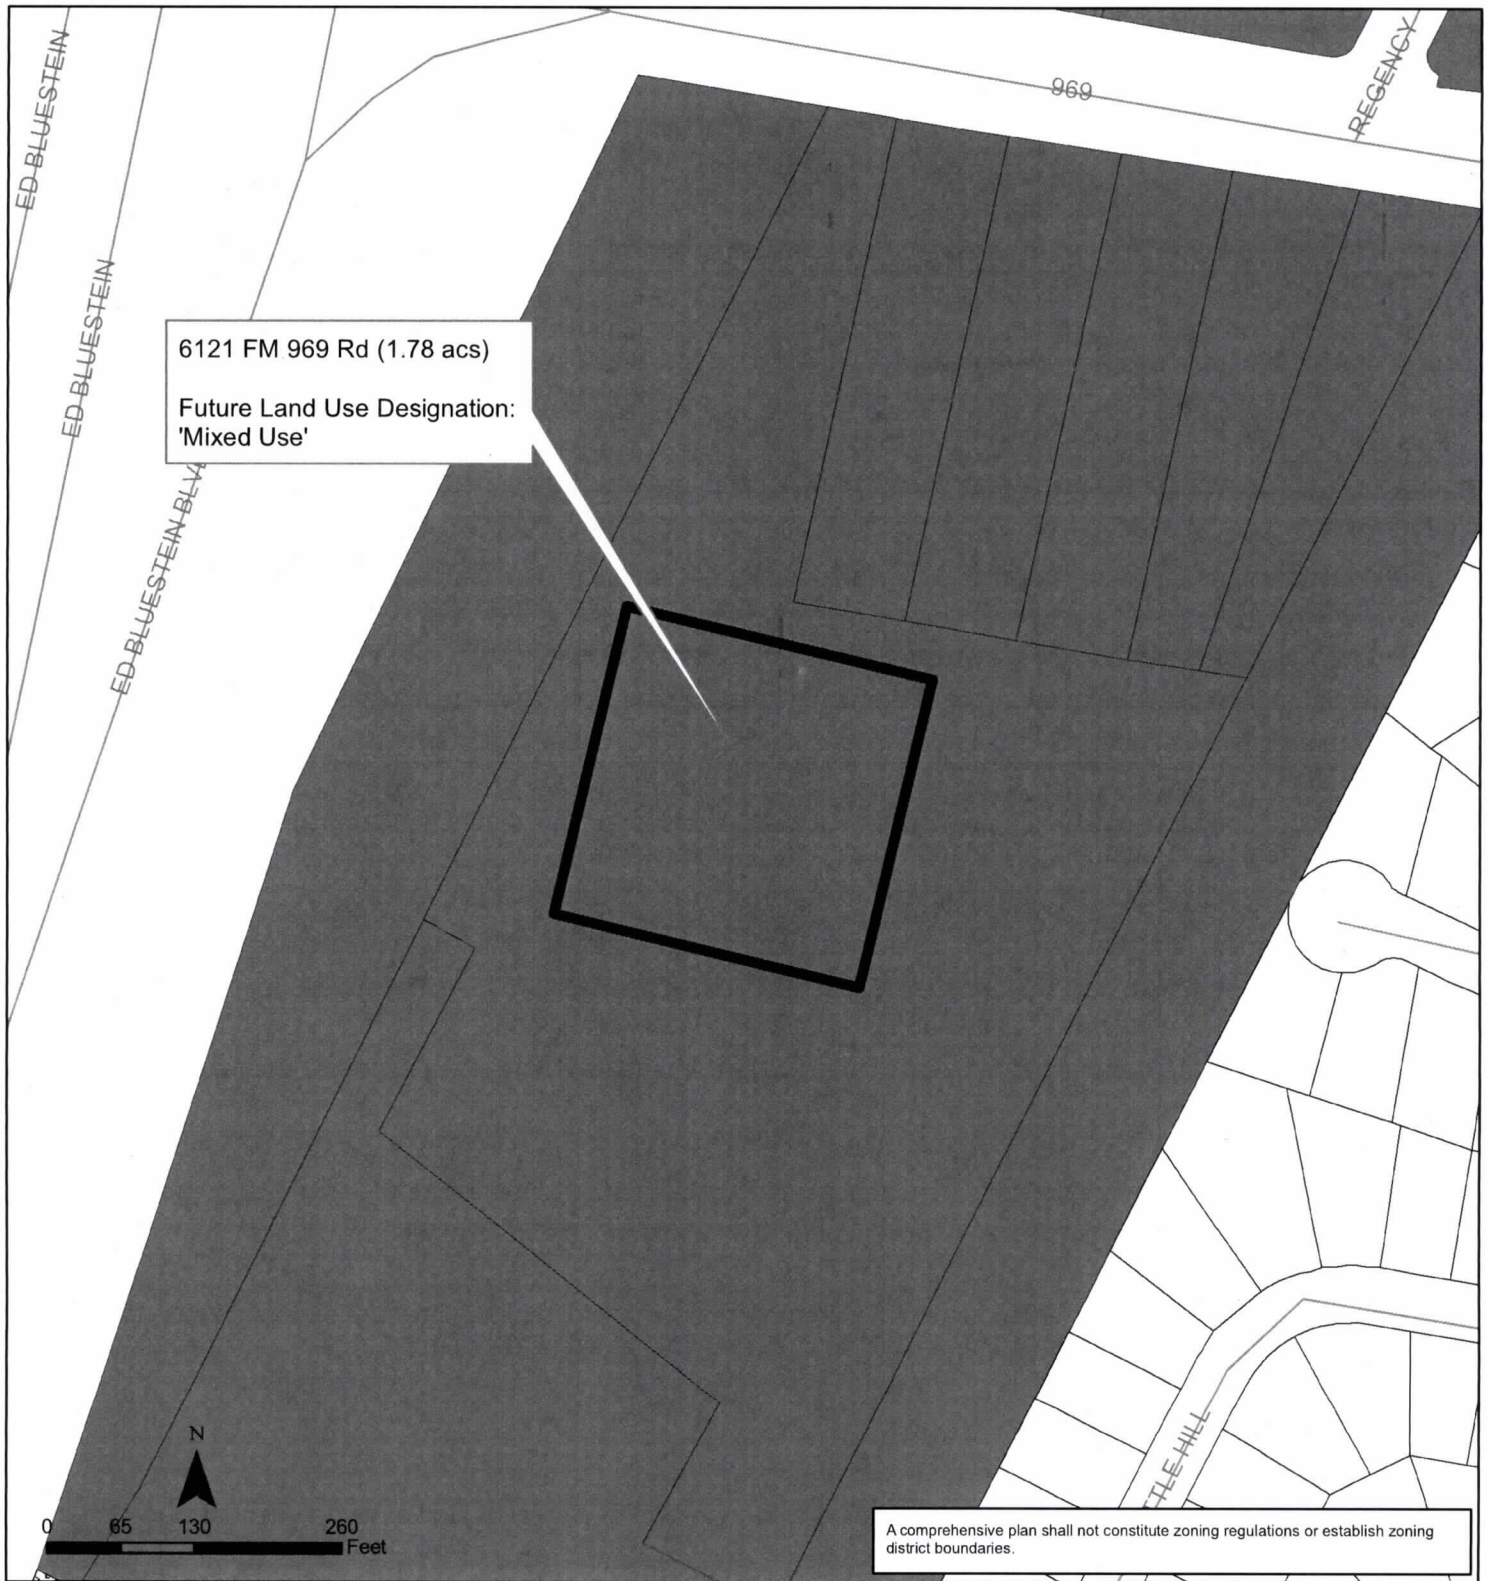 ED BLUESTEIN
969
REGENCY
ED BLUESTEIN
6121 FM 969 Rd (1.78 acs)
Future Land Use Designation:
'Mixed Use'
ED BLUESTEIN
N
0 65 130 260
Feet
A comprehensive plan shall not constitute zoning regulations or establish zoning
district boundaries.
HILL